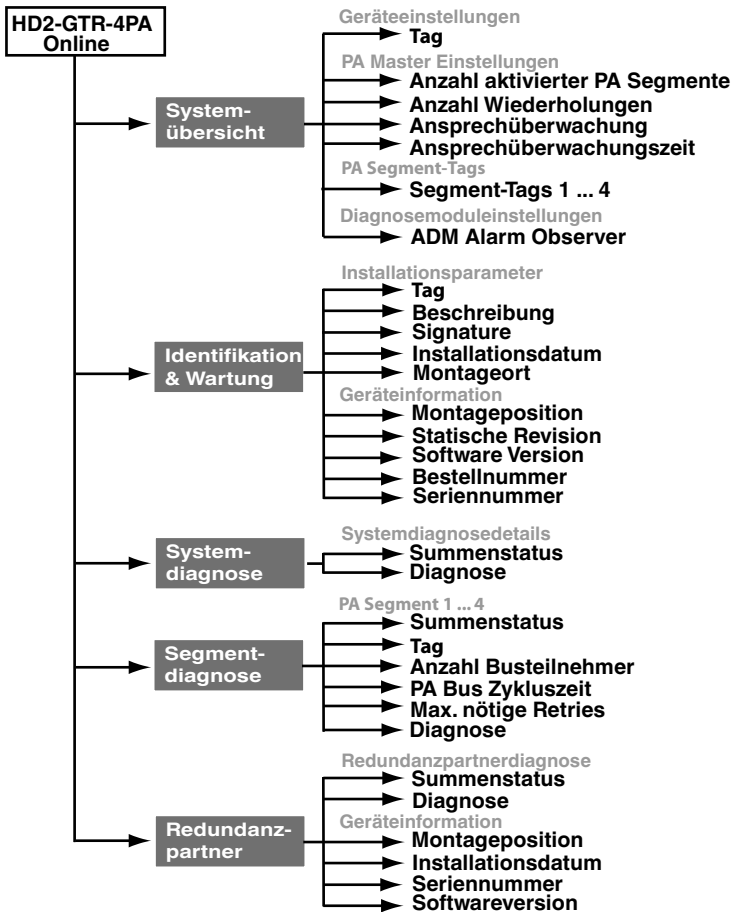 HD2-GTR-4PA
Online
System-
übersicht
Geräteeinstellungen
Tag
PA Master Einstellungen
Anzahl aktivierter PA Segmente
Anzahl Wiederholungen
Ansprechüberwachung
Ansprechüberwachungszeit
PA Segment-Tags
Segment-Tags 1 ... 4
Diagnosemoduleinstellungen
ADM Alarm Observer
Identifikation
& Wartung
Installationsparameter
Tag
Beschreibung
Signature
Installationsdatum
Montageort
Geräteinformation
Montageposition
Statische Revision
Software Version
Bestellnummer
Seriennummer
System-
diagnose
Systemdiagnosedetails
Summenstatus
Diagnose
Segment-
diagnose
PA Segment 1 ... 4
Summenstatus
Tag
Anzahl Busteilnehmer
PA Bus Zykluszeit
Max. nötige Retries
Diagnose
Redundanz-
partner
Redundanzpartnerdiagnose
Summenstatus
Diagnose
Geräteinformation
Montageposition
Installationsdatum
Seriennummer
Softwareversion